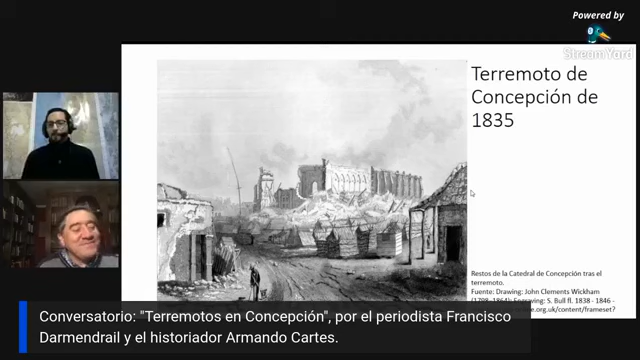 Powered by
StreamYard
Terremoto de
Concepción de
1835
Restos de la Catedral de Concepción tras el
terremoto.
Fuente: Drawing: John Clements Wickham
(1798–1864); Engraving: S. Bull fl. 1838 - 1846 -
.org.uk/content/frameset?
Conversatorio: "Terremotos en Concepción", por el periodista Francisco
Darmendrail y el historiador Armando Cartes.